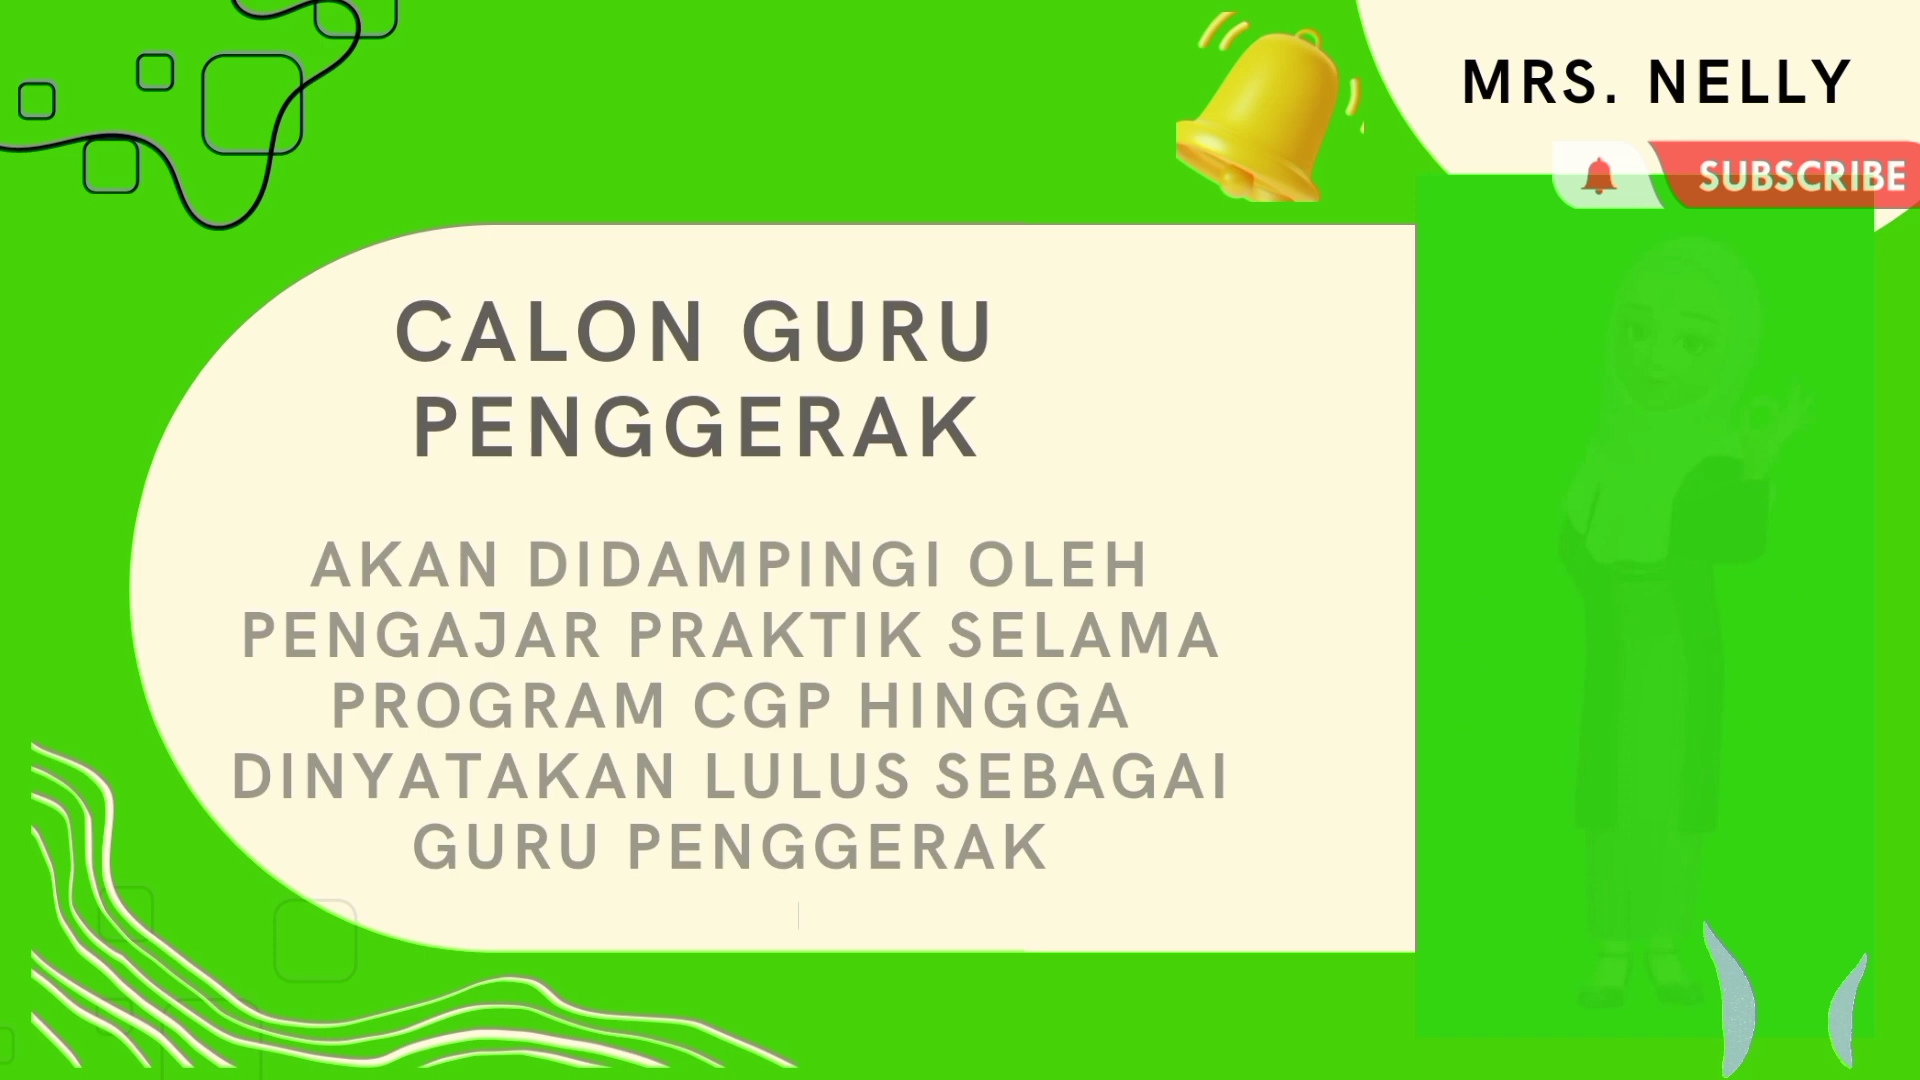 MRS. NELLY
SUBSCRIBE
CALON GURU
PENGGERAK
AKAN DIDAMPINGI OLEH
PENGAJAR PRAKTIK SELAMA
PROGRAM CGP HINGGA
DINYATAKAN LULUS SEBAGAI
GURU PENGGERAK